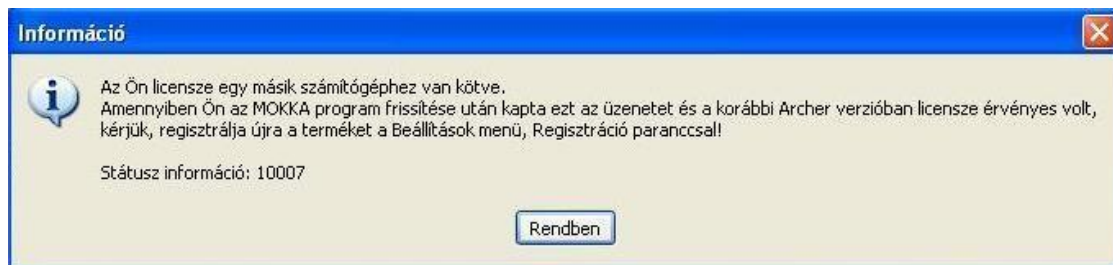 Információ
Az Ön licensze egy másik számítógéphez van kötve.
Amennyiben Ön az MOKKA program frissítése után kapta ezt az üzenetet és a korábbi Archer verzióban licensze érvényes volt,
kérjük, regisztrálja újra a terméket a Beállítások menü, Regisztráció paranccsal!
Státusz információ: 10007
Rendben